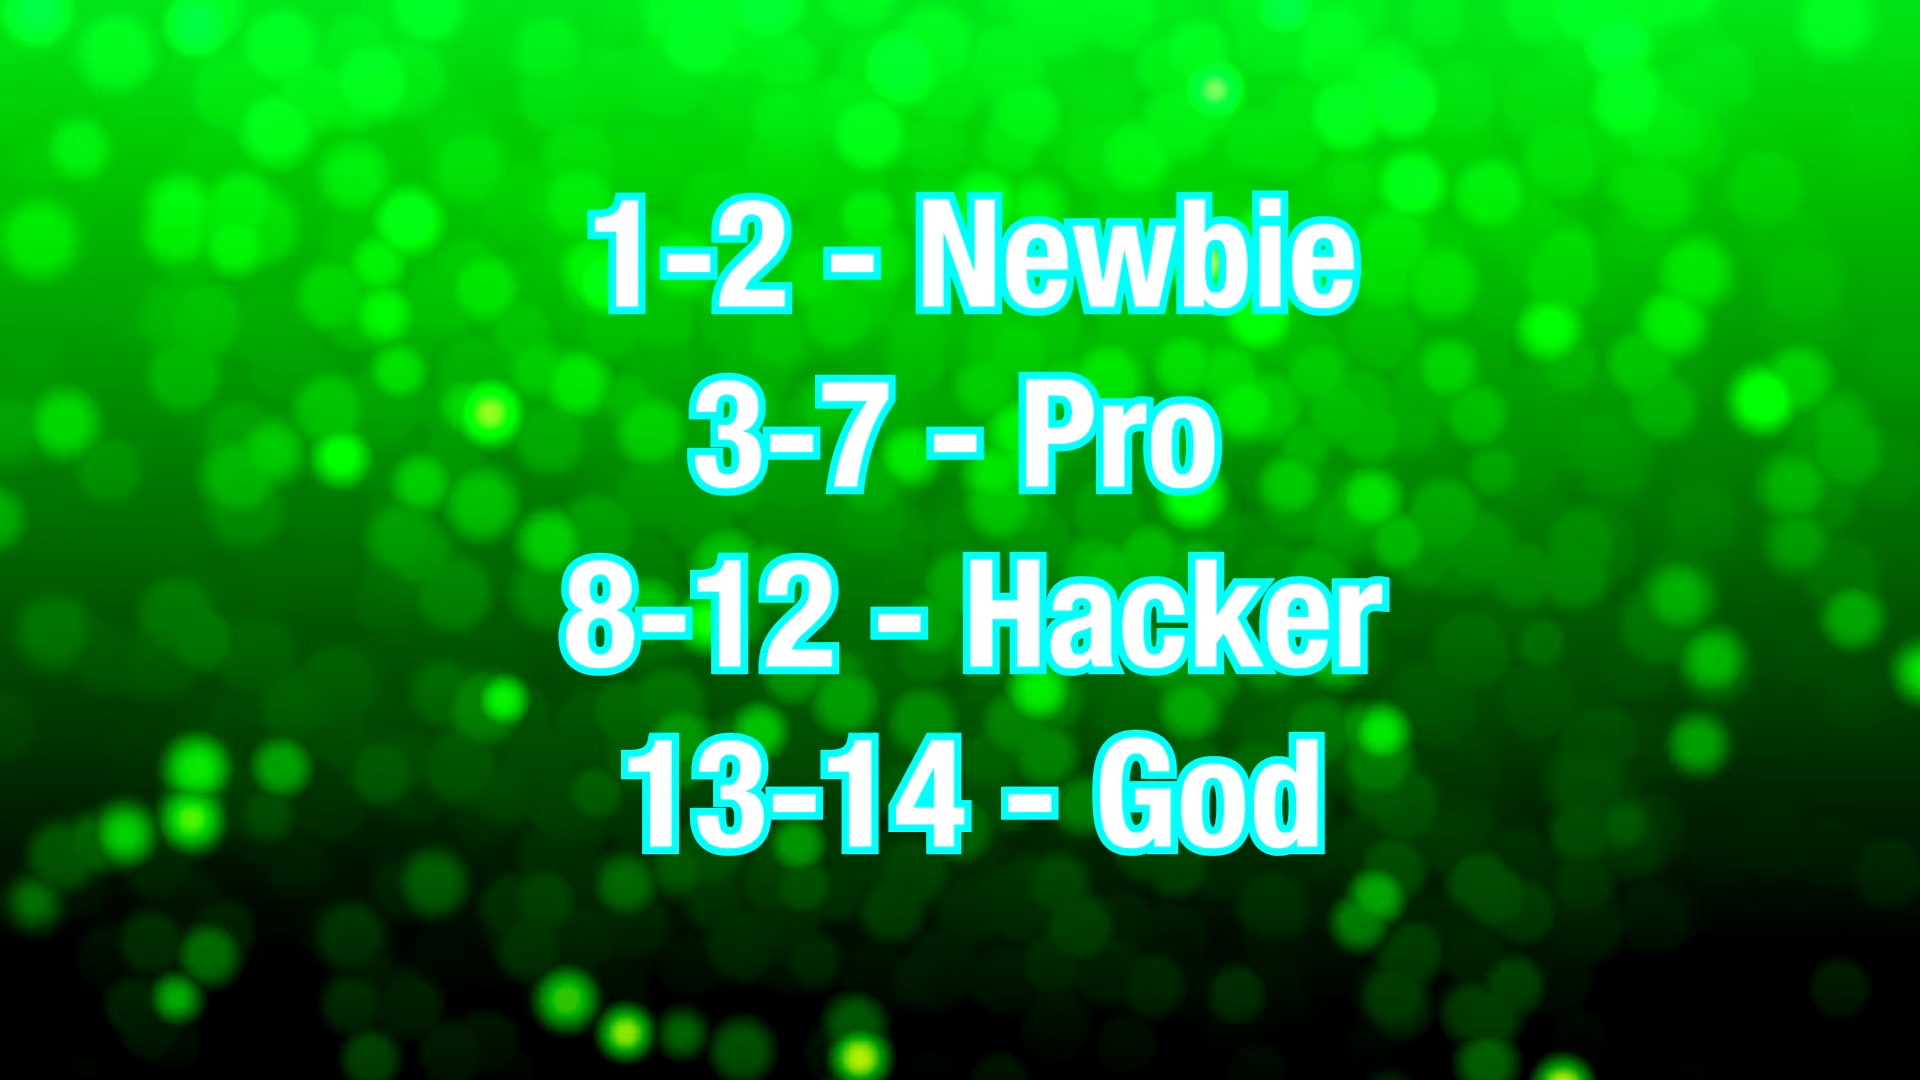 1-2 - Newbie
3-7 - Pro
8-12 - Hacker
13-14 - God